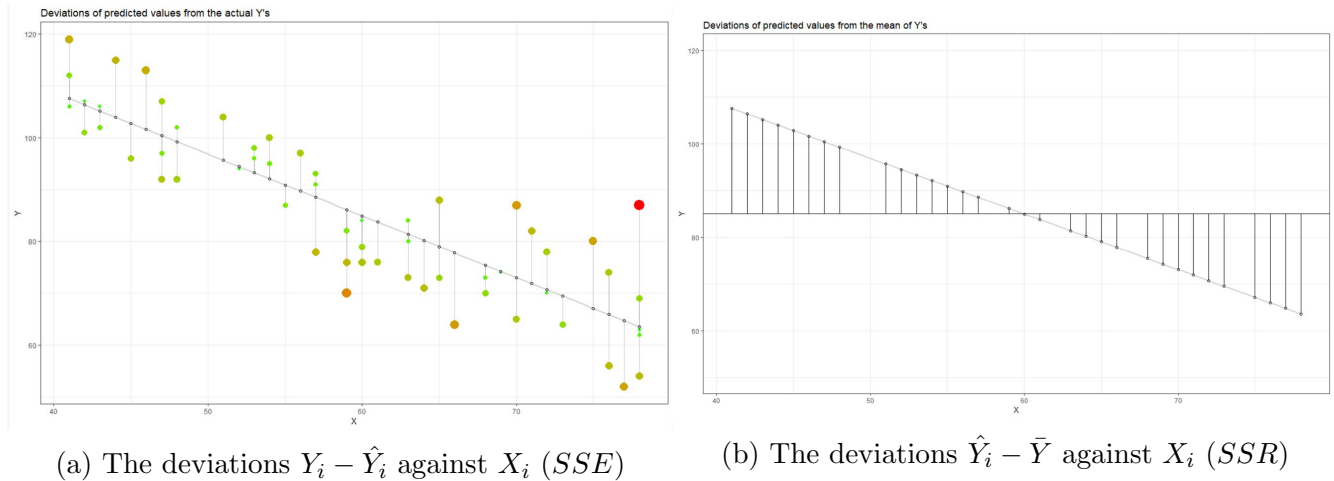 Deviations of predicted values from the actual Y's
120
100
80
60
Y
40
50
60
70
X
(a) The deviations Y_i − Ŷ_i against X_i (SSE)
Deviations of predicted values from the mean of Y's
120
100
80
60
Y
40
50
60
70
X
(b) The deviations Ŷ_i − Ȳ against X_i (SSR)